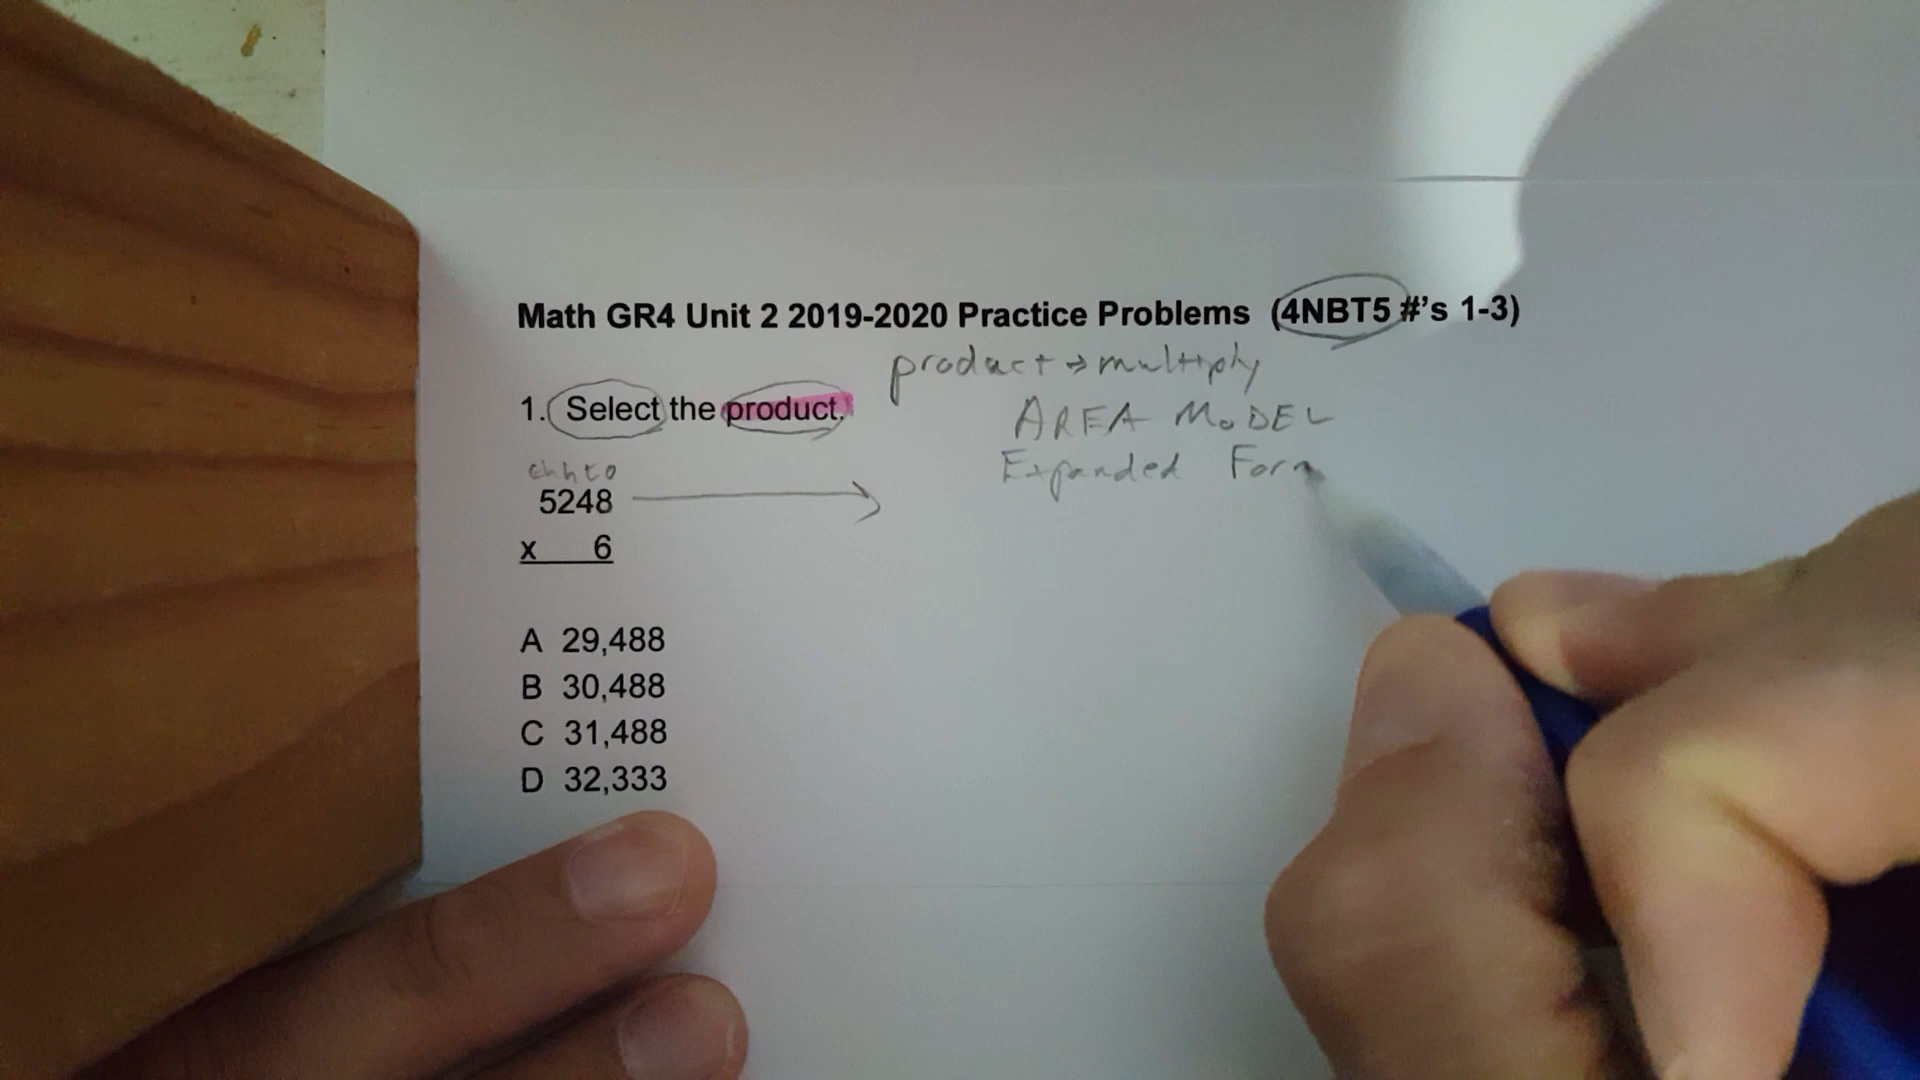 Math GR4 Unit 2 2019-2020 Practice Problems (4NBT5 #'s 1-3)
product → multiply
1. Select the product.
AREA MODEL
Expanded Form
5248
x 6
A 29,488
B 30,488
C 31,488
D 32,333